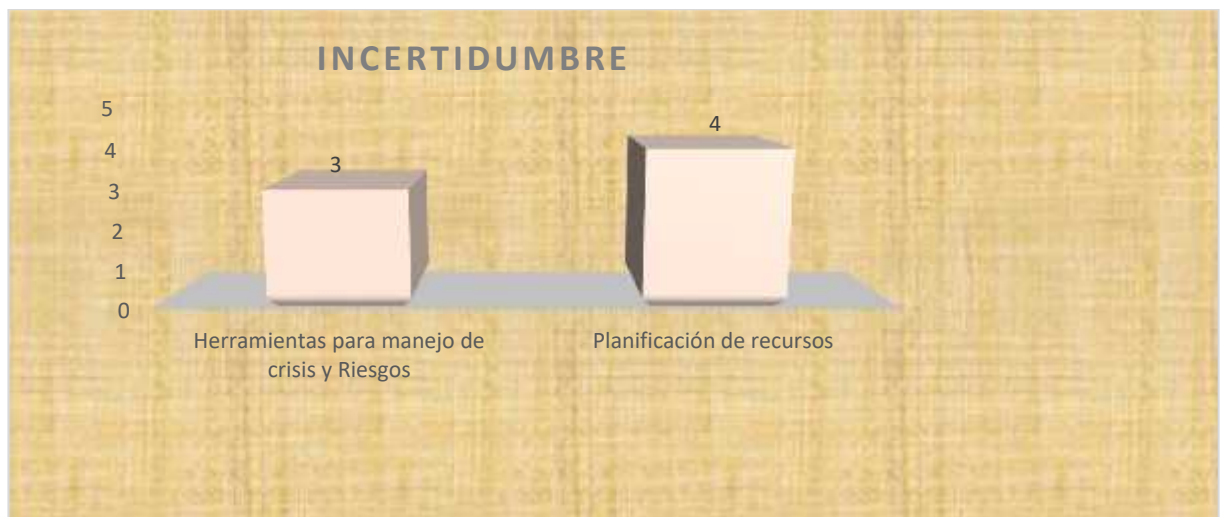 INCERTIDUMBRE
5
4
3
2
1
0
3
4
Herramientas para manejo de
crisis y Riesgos
Planificación de recursos